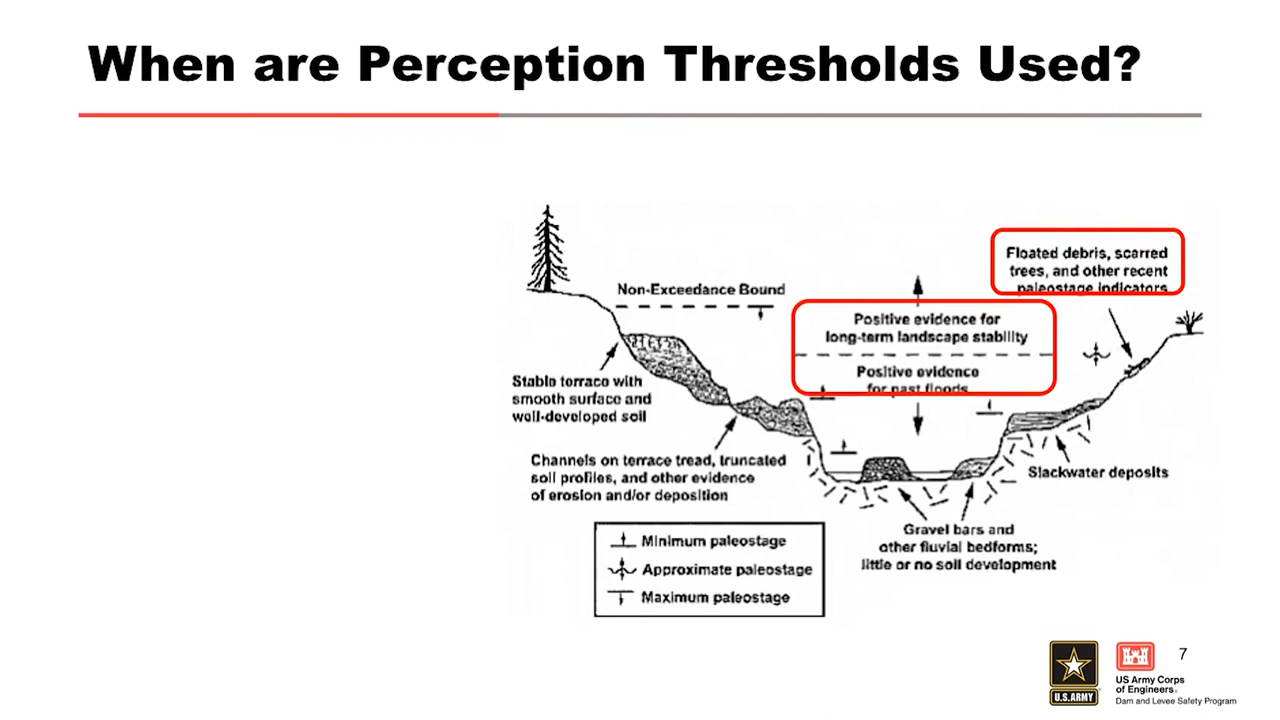 When are Perception Thresholds Used?
Floated debris, scarred
trees, and other recent
paleostage indicators
Non-Exceedance Bound
Positive evidence for
long-term landscape stability
Positive evidence
for past floods
Stable terrace with
smooth surface and
well-developed soil
Channels on terrace tread, truncated
soil profiles, and other evidence
of erosion and/or deposition
Slackwater deposits
Gravel bars and
other fluvial bedforms;
little or no soil development
Minimum paleostage
Approximate paleostage
Maximum paleostage
U.S.ARMY
US Army Corps
of Engineers®
Dam and Levee Safety Program
7